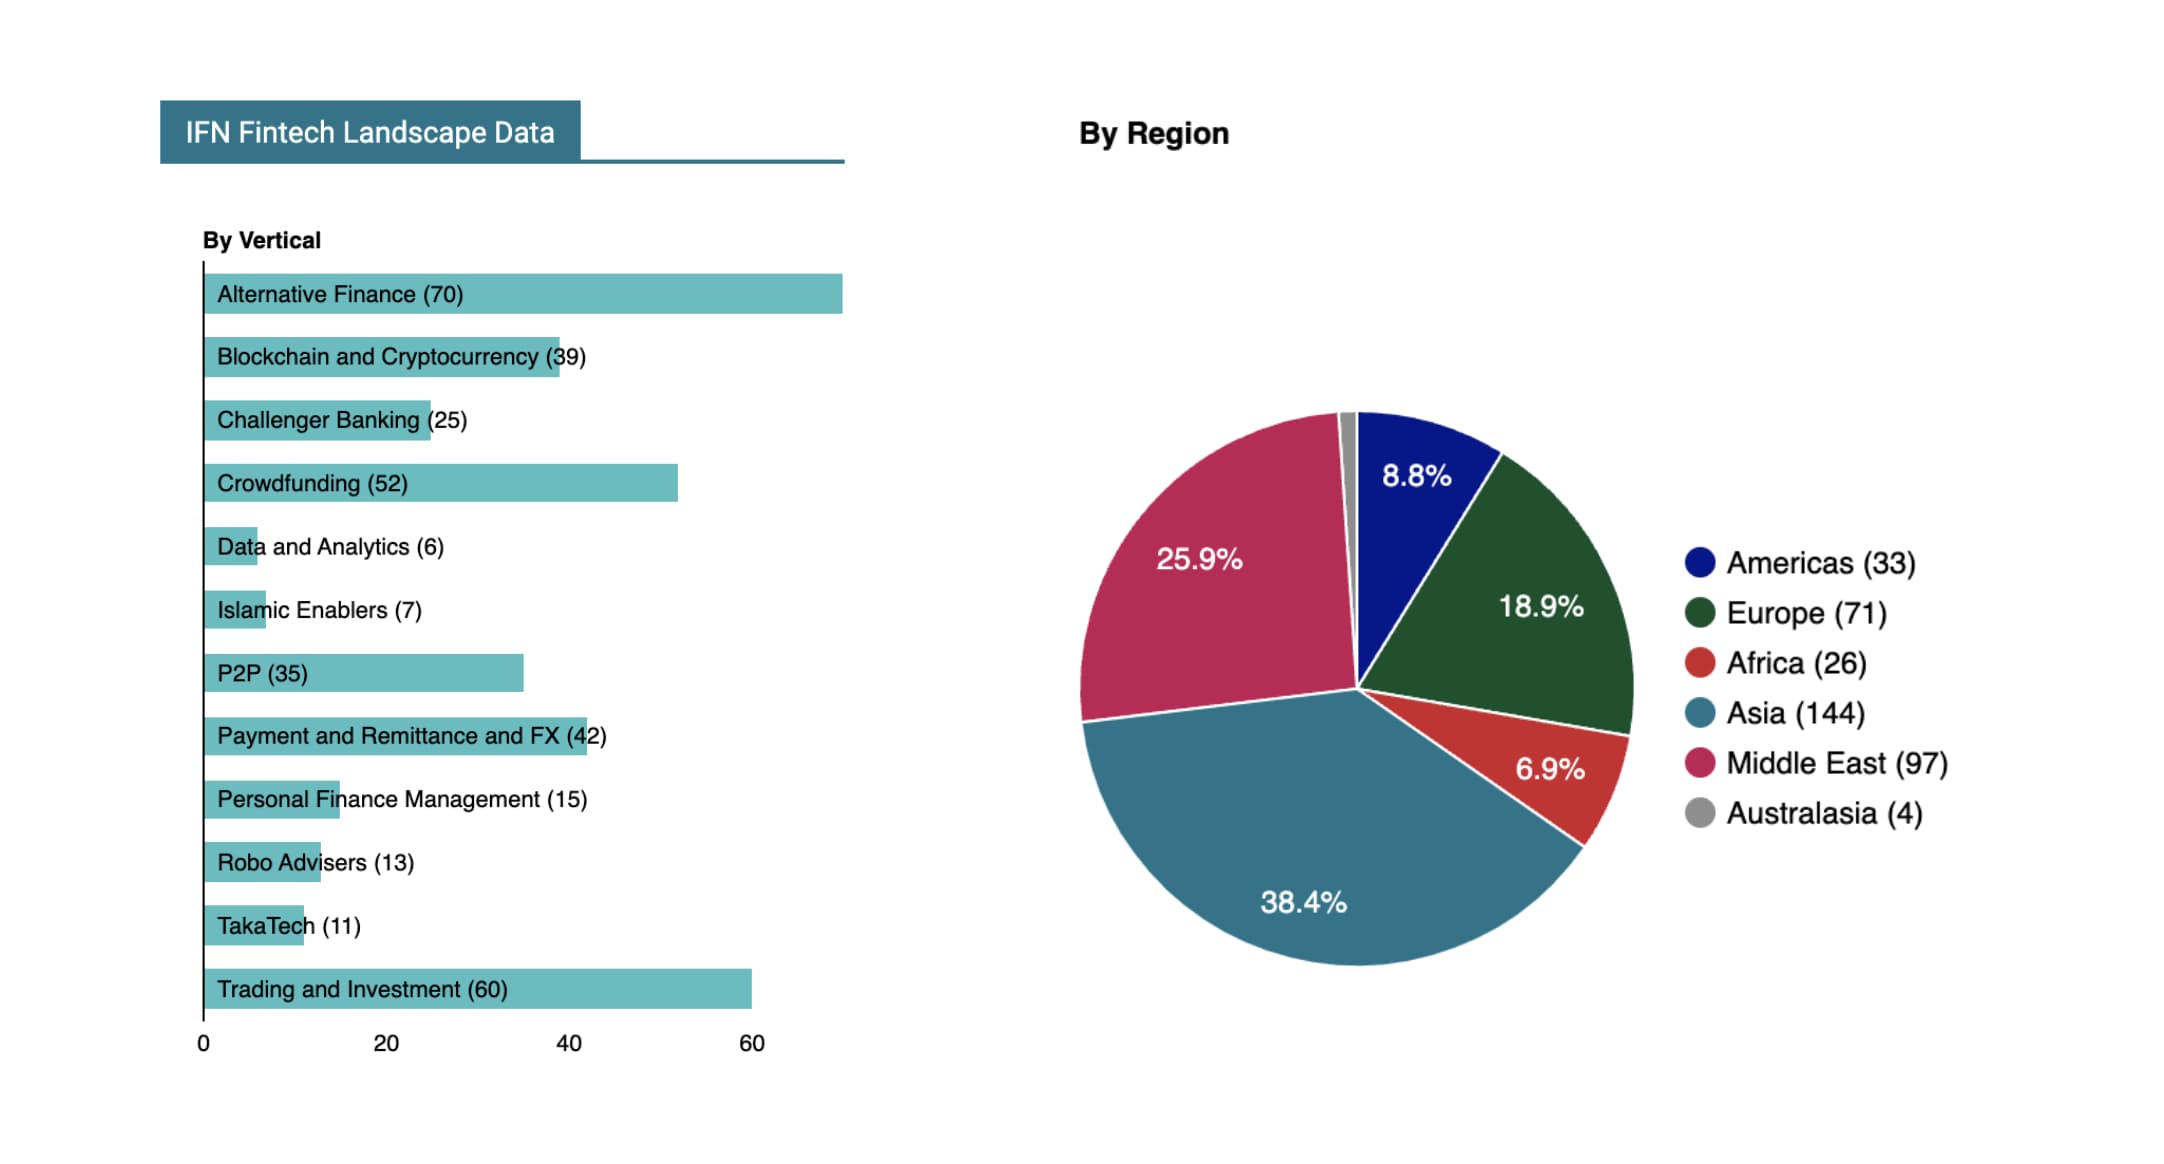 IFN Fintech Landscape Data
By Vertical
Alternative Finance (70)
Blockchain and Cryptocurrency (39)
Challenger Banking (25)
Crowdfunding (52)
Data and Analytics (6)
Islamic Enablers (7)
P2P (35)
Payment and Remittance and FX (42)
Personal Finance Management (15)
Robo Advisers (13)
TakaTech (11)
Trading and Investment (60)
0 20 40 60
By Region
8.8%
18.9%
6.9%
38.4%
25.9%
Americas (33)
Europe (71)
Africa (26)
Asia (144)
Middle East (97)
Australasia (4)